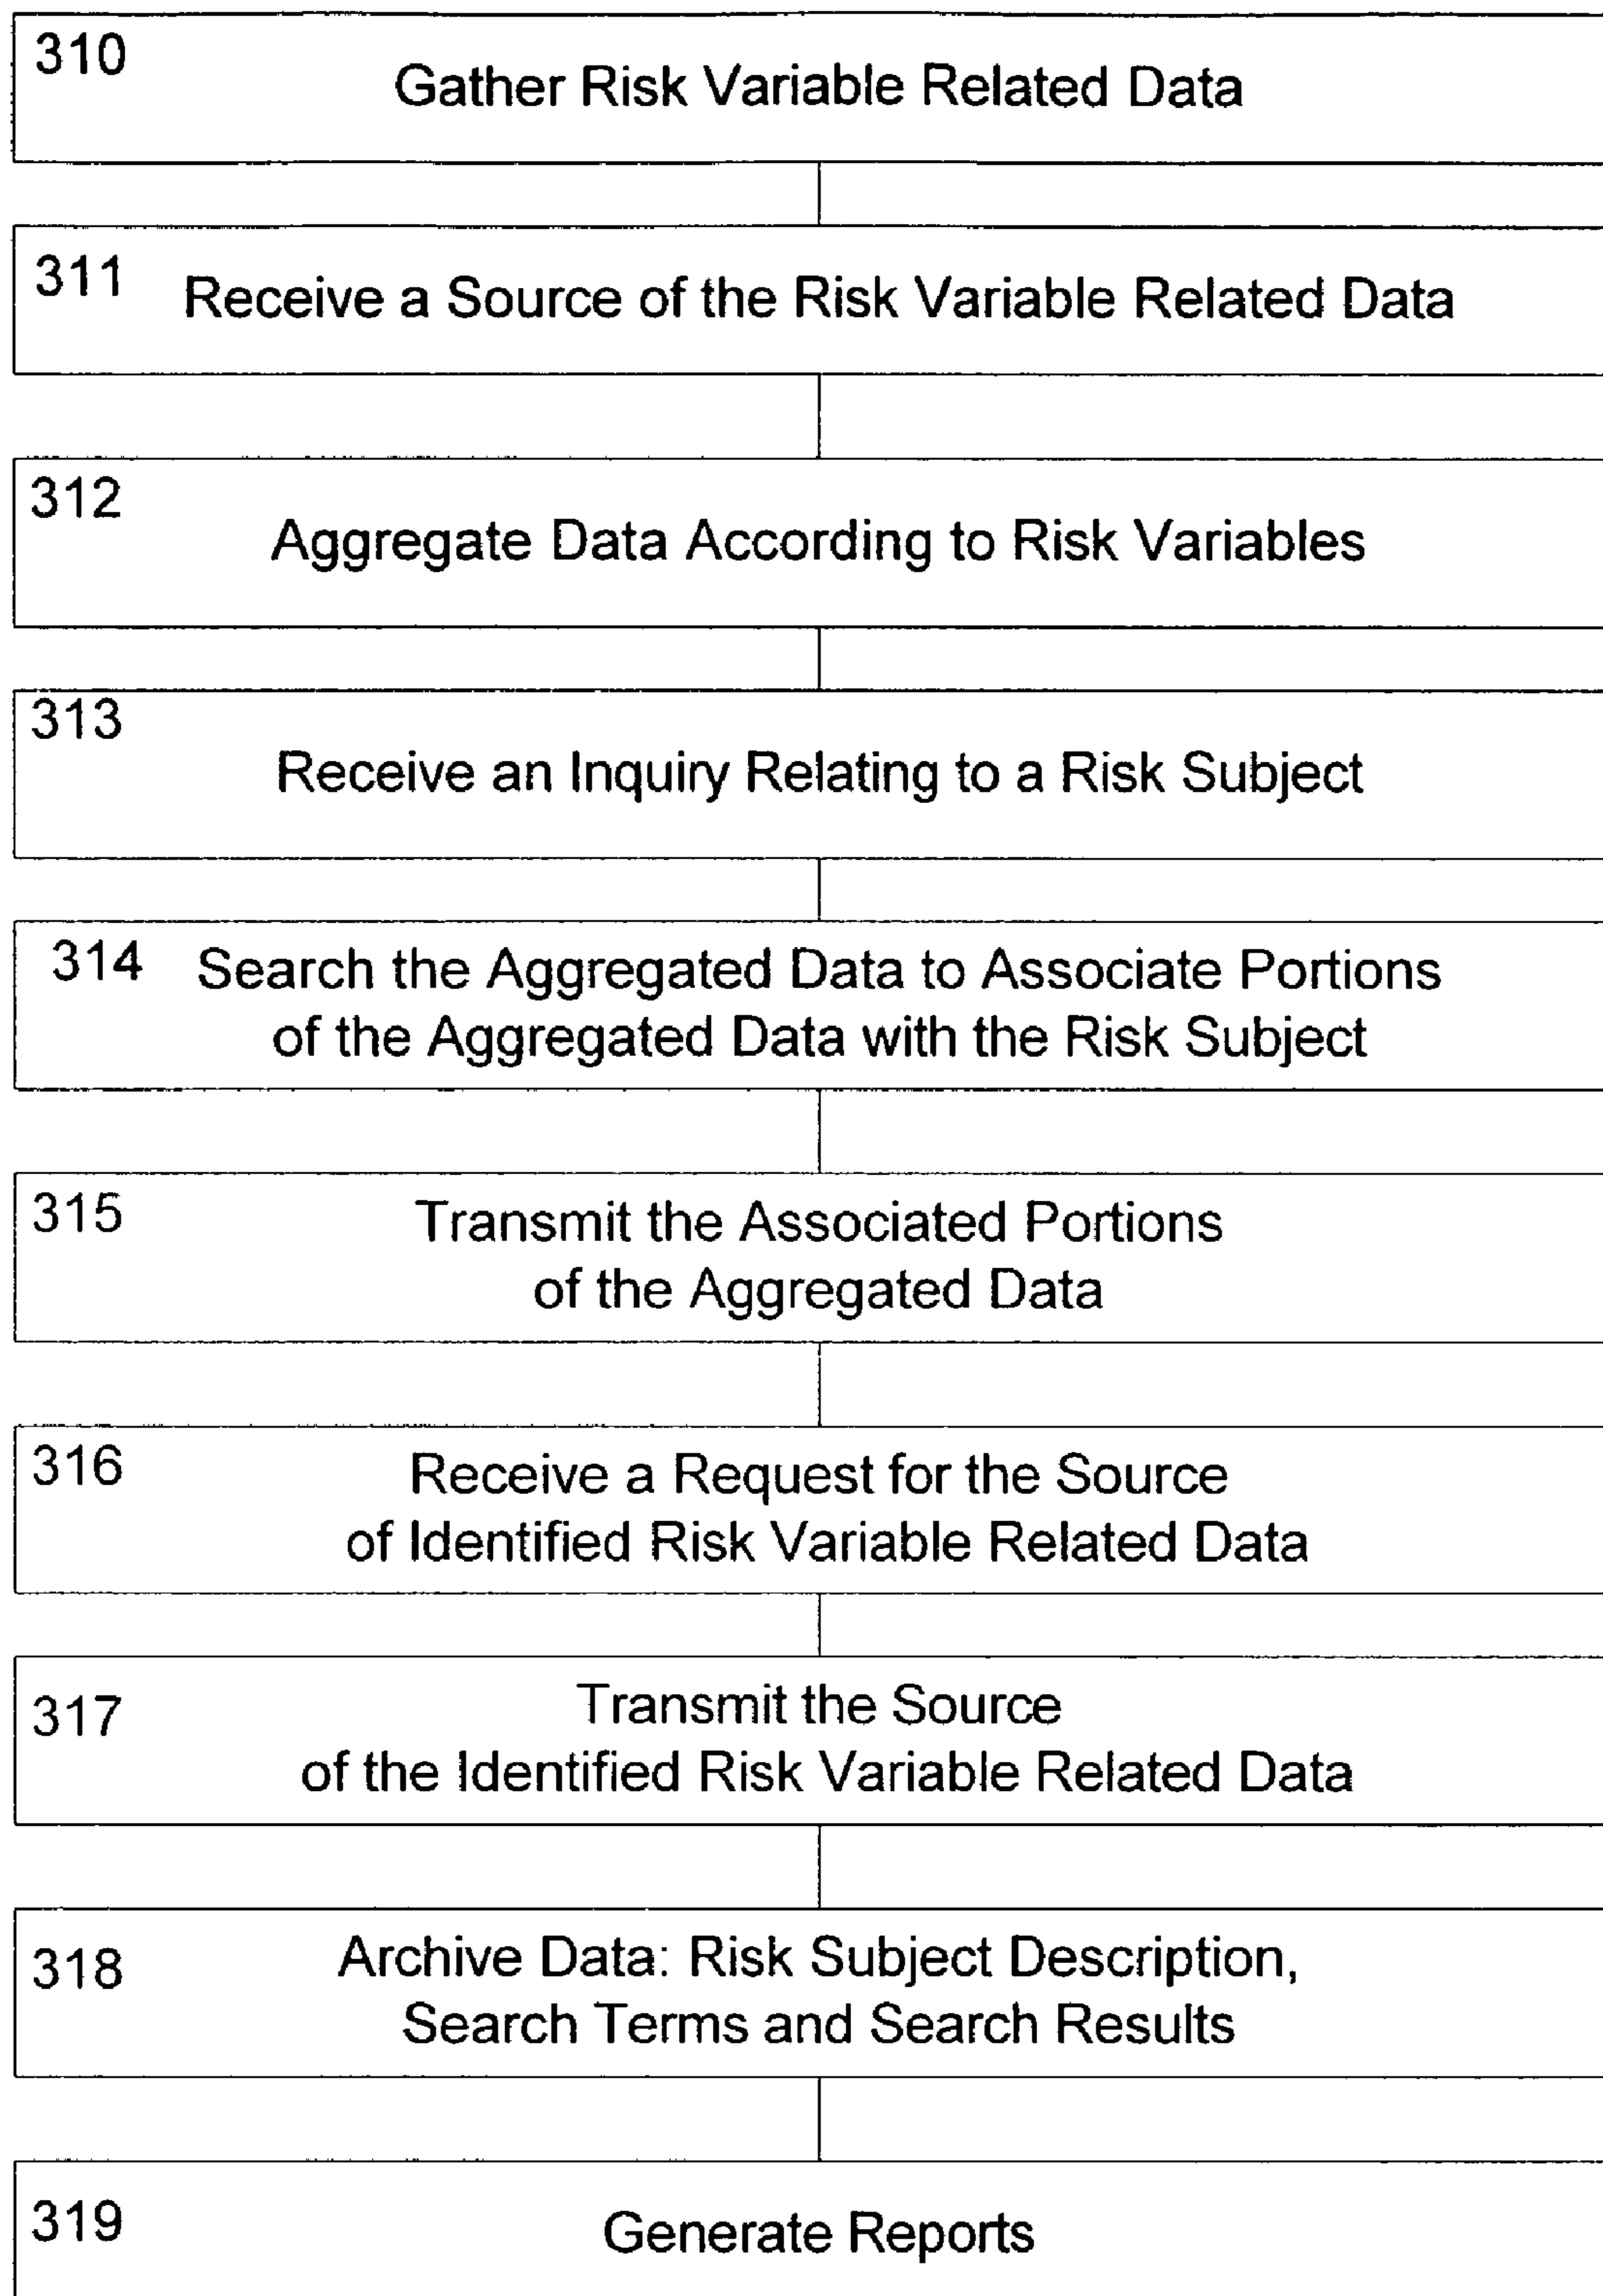 310
Gather Risk Variable Related Data
311
Receive a Source of the Risk Variable Related Data
312
Aggregate Data According to Risk Variables
313
Receive an Inquiry Relating to a Risk Subject
314
Search the Aggregated Data to Associate Portions
of the Aggregated Data with the Risk Subject
315
Transmit the Associated Portions
of the Aggregated Data
316
Receive a Request for the Source
of Identified Risk Variable Related Data
317
Transmit the Source
of the Identified Risk Variable Related Data
318
Archive Data: Risk Subject Description,
Search Terms and Search Results
319
Generate Reports